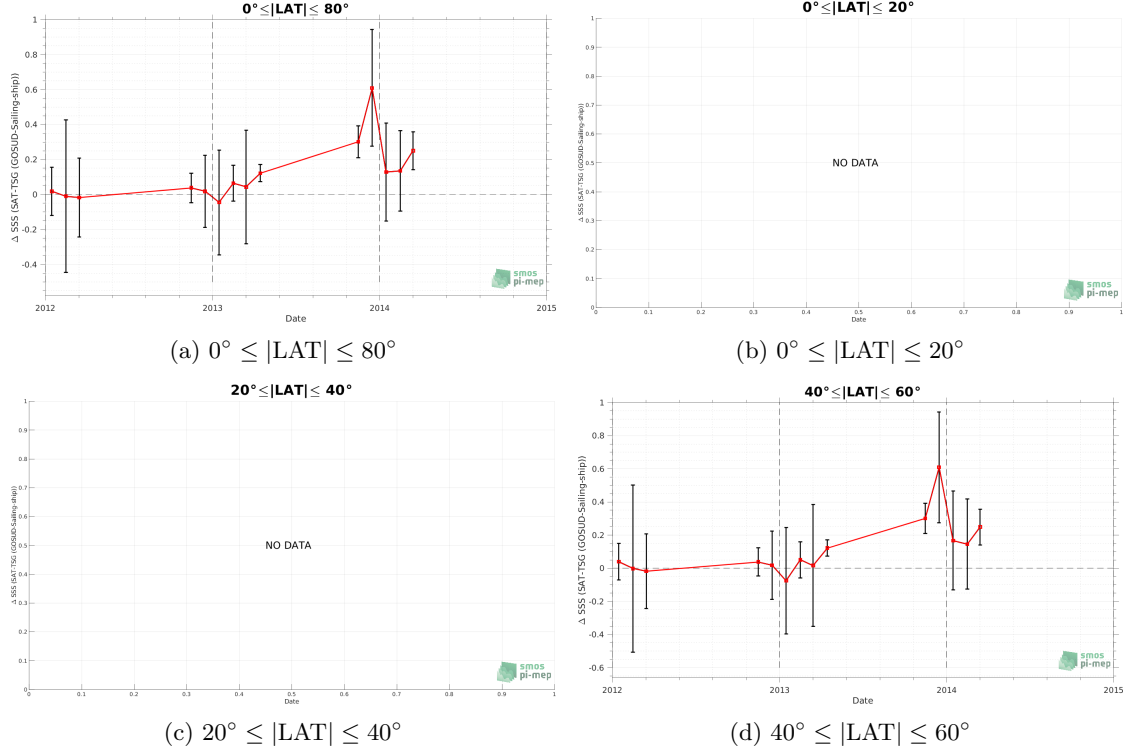 0°≤|LAT|≤ 80°
Δ SSS (SAT-TSG (GOSUD-Sailing-ship))
1
0.8
0.6
0.4
0.2
0
-0.2
-0.4
2012
2013
2014
2015
Date
smos
pi-mep
(a) 0° ≤ |LAT| ≤ 80°
0°≤|LAT|≤ 20°
Δ SSS (SAT-TSG (GOSUD-Sailing-ship))
1
0.9
0.8
0.7
0.6
0.5
0.4
0.3
0.2
0.1
0
NO DATA
0
0.1
0.2
0.3
0.4
0.5
0.6
0.7
0.8
0.9
1
Date
smos
pi-mep
(b) 0° ≤ |LAT| ≤ 20°
20°≤|LAT|≤ 40°
Δ SSS (SAT-TSG (GOSUD-Sailing-ship))
1
0.9
0.8
0.7
0.6
0.5
0.4
0.3
0.2
0.1
0
NO DATA
0
0.1
0.2
0.3
0.4
0.5
0.6
0.7
0.8
0.9
1
Date
smos
pi-mep
(c) 20° ≤ |LAT| ≤ 40°
40°≤|LAT|≤ 60°
Δ SSS (SAT-TSG (GOSUD-Sailing-ship))
1
0.8
0.6
0.4
0.2
0
-0.2
-0.4
-0.6
2012
2013
2014
2015
Date
smos
pi-mep
(d) 40° ≤ |LAT| ≤ 60°